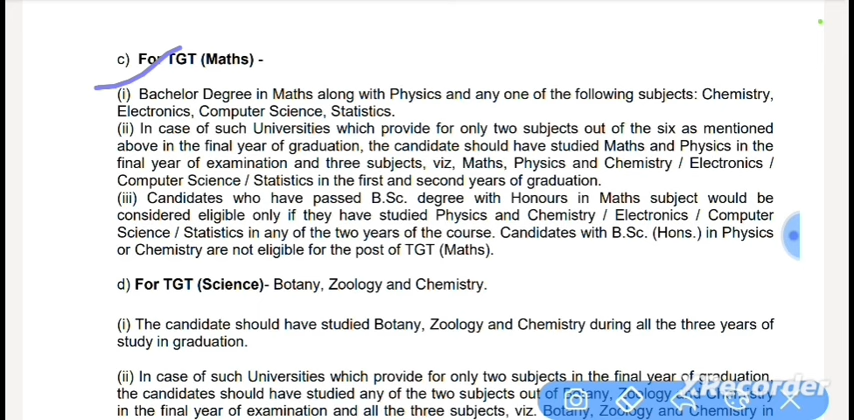 c) For TGT (Maths) -
(i) Bachelor Degree in Maths along with Physics and any one of the following subjects: Chemistry,
Electronics, Computer Science, Statistics.
(ii) In case of such Universities which provide for only two subjects out of the six as mentioned
above in the final year of graduation, the candidate should have studied Maths and Physics in the
final year of examination and three subjects, viz, Maths, Physics and Chemistry / Electronics /
Computer Science / Statistics in the first and second years of graduation.
(iii) Candidates who have passed B.Sc. degree with Honours in Maths subject would be
considered eligible only if they have studied Physics and Chemistry / Electronics / Computer
Science / Statistics in any of the two years of the course. Candidates with B.Sc. (Hons.) in Physics
or Chemistry are not eligible for the post of TGT (Maths).
d) For TGT (Science)- Botany, Zoology and Chemistry.
(i) The candidate should have studied Botany, Zoology and Chemistry during all the three years of
study in graduation.
(ii) In case of such Universities which provide for only two subjects in the final year of graduation,
the candidates should have studied any of the two subjects out of Botany, Zoology and Chemistry
in the final year of examination and all the three subjects, viz. Botany, Zoology and Chemistry in
XRecorder